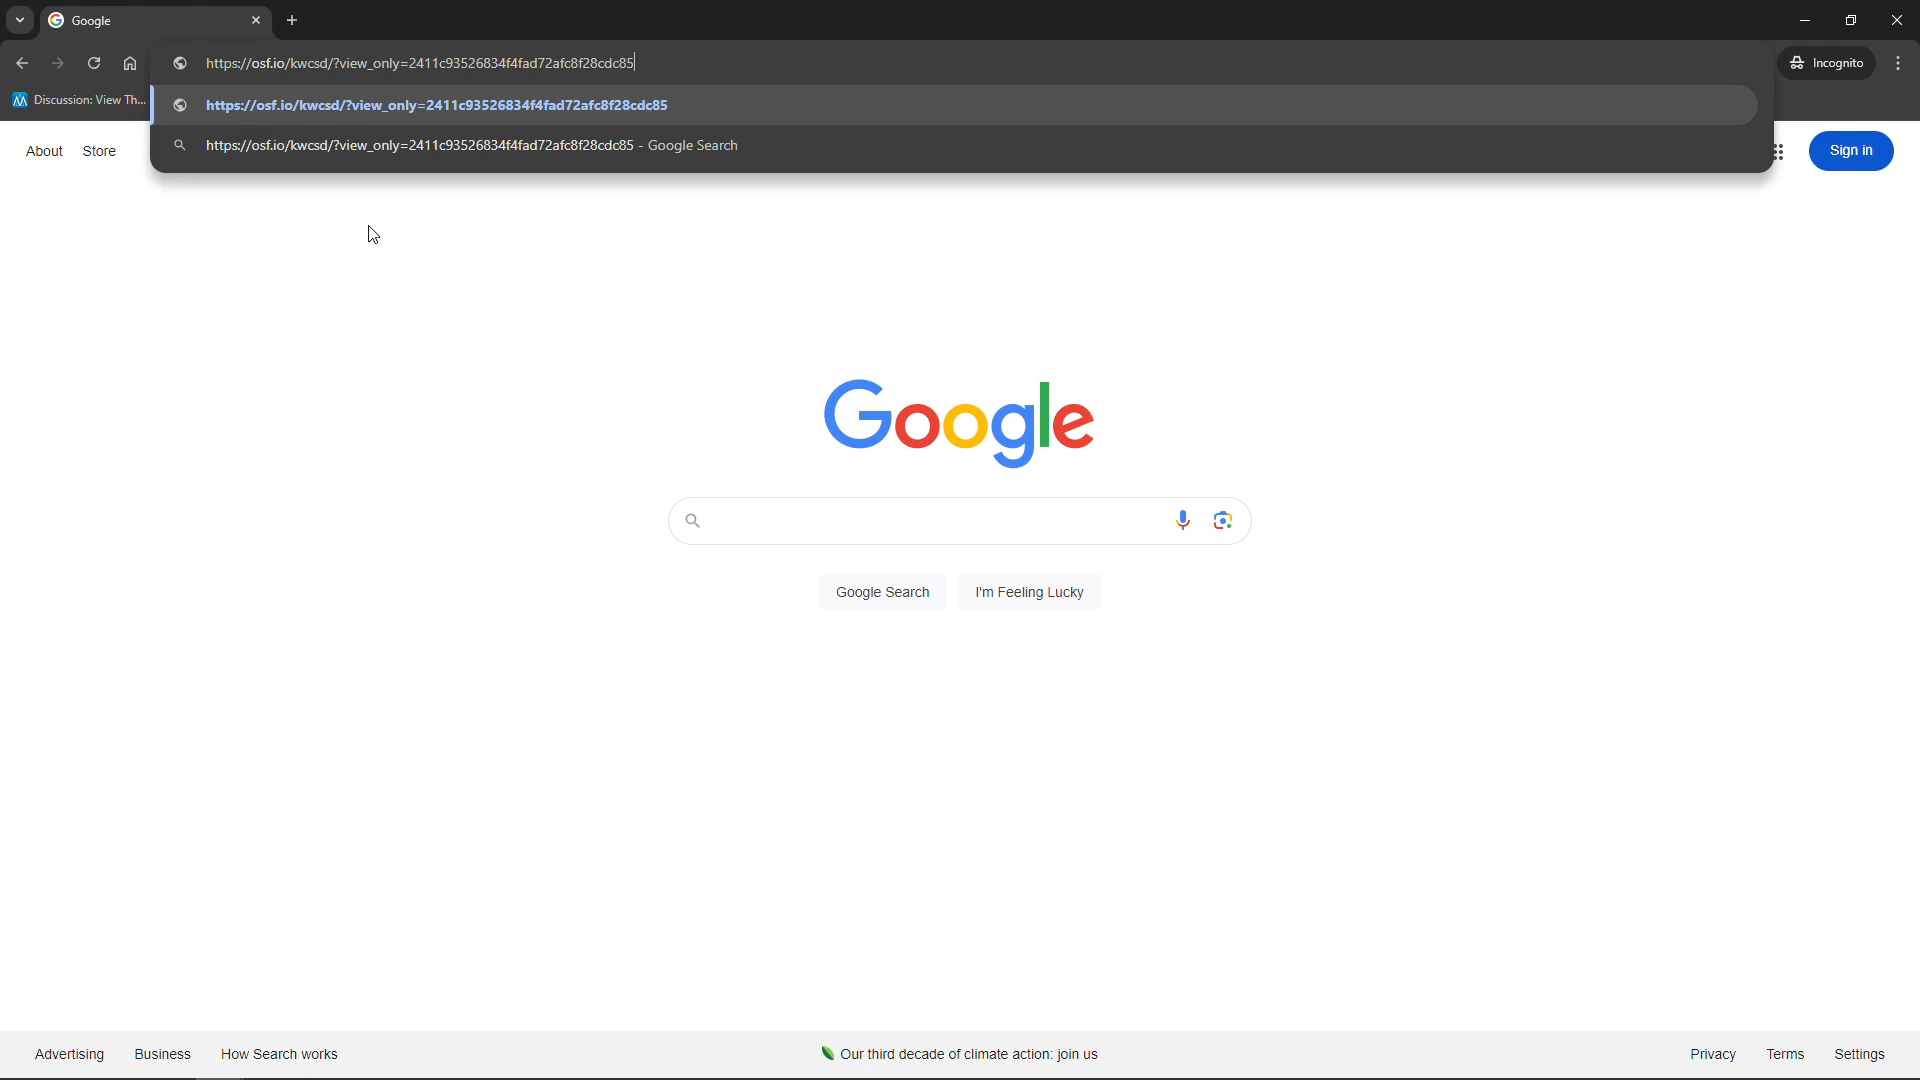 Google
https://osf.io/kwcsd/?view_only=2411c93526834f4fad72afc8f28cdc85
Incognito
Discussion: View Th...
https://osf.io/kwcsd/?view_only=2411c93526834f4fad72afc8f28cdc85
https://osf.io/kwcsd/?view_only=2411c93526834f4fad72afc8f28cdc85 - Google Search
About Store
Sign in
Google
Google Search I'm Feeling Lucky
Advertising Business How Search works
Our third decade of climate action: join us
Privacy Terms Settings